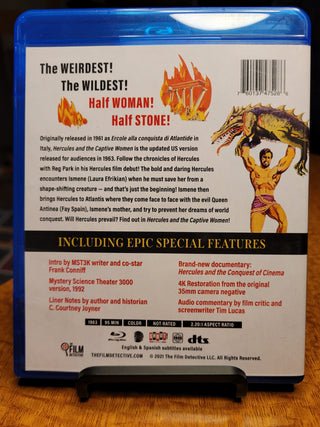 The WEIRDEST!
The WILDEST!
Half WOMAN!
Half STONE!
7 60137 47528 6
Originally released in 1961 as Ercole alla conquista di Atlantide in
Italy, Hercules and the Captive Women is the updated US version
released for audiences in 1963. Follow the chronicles of Hercules
with Reg Park in his Hercules film debut! The bold and daring Hercules
encounters Ismene (Laura Efrikian) when he must save her from a
shape-shifting creature — and that's just the beginning! Ismene then
brings Hercules to Atlantis where they come face to face with the evil Queen
Antinea (Fay Spain), Ismene's mother, and try to prevent her dreams of world
conquest. Will Hercules prevail? Find out in Hercules and the Captive Women!
INCLUDING EPIC SPECIAL FEATURES
Intro by MST3K writer and co-star
Frank Conniff
Mystery Science Theater 3000
version, 1992
Liner Notes by author and historian
C. Courtney Joyner
Brand-new documentary:
Hercules and the Conquest of Cinema
4K Restoration from the original
35mm camera negative
Audio commentary by film critic and
screenwriter Tim Lucas
1963 95 MIN COLOR NOT RATED 2.20:1 ASPECT RATIO
THE FILM DETECTIVE
Blu-ray Disc
dts
English & Spanish subtitles available
THEFILMDETECTIVE.COM
© 2021 The Film Detective LLC. All Rights Reserved.